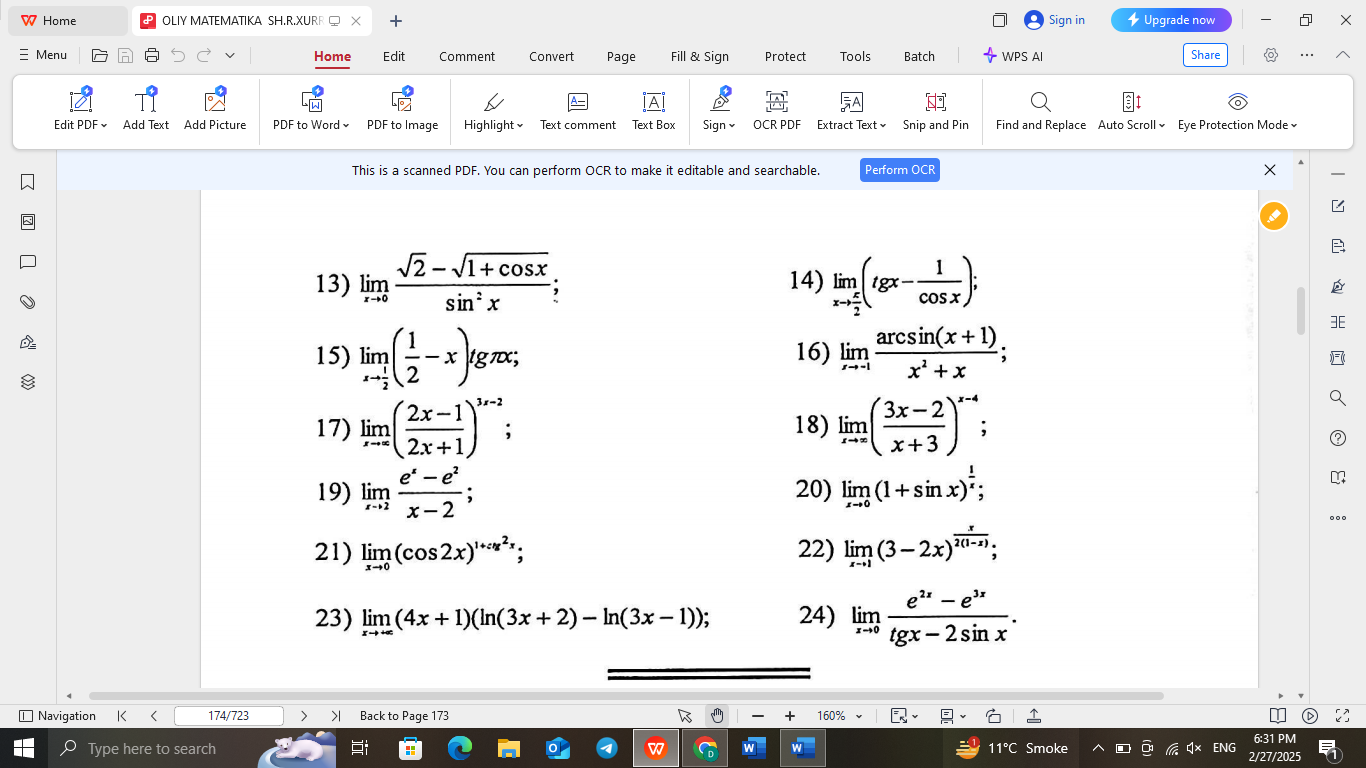 Home
OLIY MATEMATIKA SH.R.XURR
Sign in
Upgrade now
Menu
Home Edit Comment Convert Page Fill & Sign Protect Tools Batch WPS AI
Share
Edit PDF Add Text Add Picture PDF to Word PDF to Image Highlight Text comment Text Box Sign OCR PDF Extract Text Snip and Pin Find and Replace Auto Scroll Eye Protection Mode
This is a scanned PDF. You can perform OCR to make it editable and searchable. Perform OCR
13) lim_{x→0} (√2 − √(1 + cos x)) / (sin² x);
14) lim_{x→π/2} (tgx − 1/cos x);
15) lim_{x→1/2} (1/2 − x) tgπx;
16) lim_{x→−1} arcsin(x + 1) / (x² + x);
17) lim_{x→∞} ((2x − 1)/(2x + 1))^{3x−2};
18) lim_{x→∞} ((3x − 2)/(x + 3))^{x−4};
19) lim_{x→2} (e^x − e²)/(x − 2);
20) lim_{x→0} (1 + sin x)^{1/x};
21) lim_{x→0} (cos 2x)^{1+ctg²x};
22) lim_{x→1} (3 − 2x)^{x/(2(1−x))};
23) lim_{x→+∞} (4x + 1)(ln(3x + 2) − ln(3x − 1));
24) lim_{x→0} (e^{2x} − e^{3x})/(tgx − 2 sin x).
Navigation 174/723 Back to Page 173 160%
Type here to search
11°C Smoke
ENG
6:31 PM
2/27/2025
1